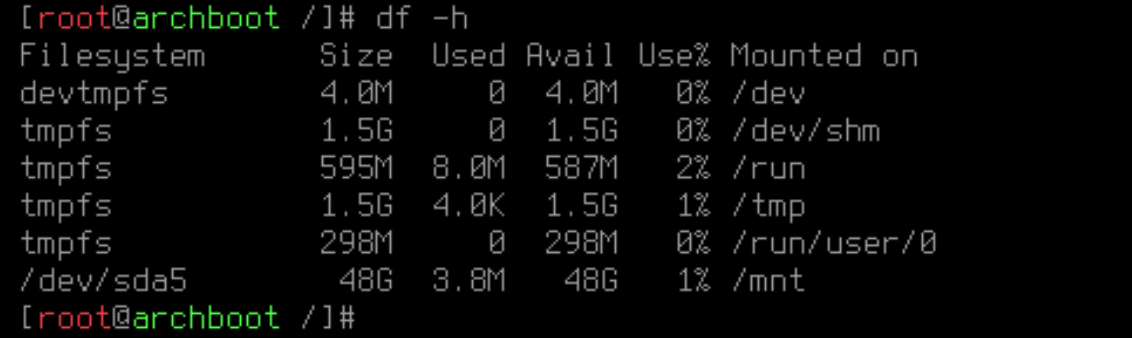 [root@archboot /]# df -h
Filesystem      Size  Used Avail Use% Mounted on
devtmpfs        4.0M     0  4.0M   0% /dev
tmpfs           1.5G     0  1.5G   0% /dev/shm
tmpfs           595M  8.0M  587M   2% /run
tmpfs           1.5G  4.0K  1.5G   1% /tmp
tmpfs           298M     0  298M   0% /run/user/0
/dev/sda5        48G  3.8M   48G   1% /mnt
[root@archboot /]#